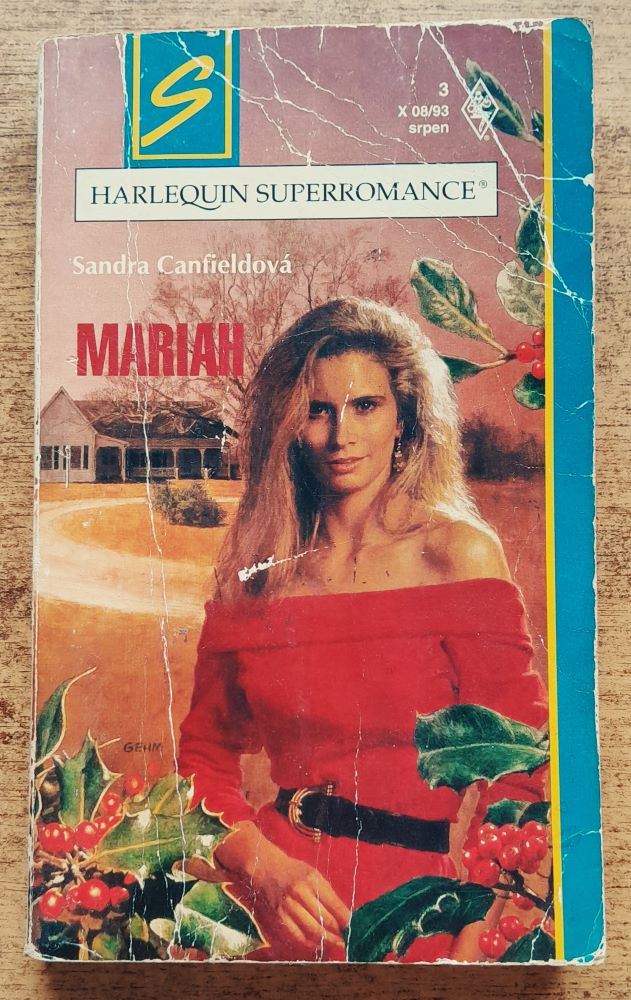 S
3
X 08/93
srpen
®
HARLEQUIN SUPERROMANCE®
Sandra Canfieldová
MARIAH
GEHM